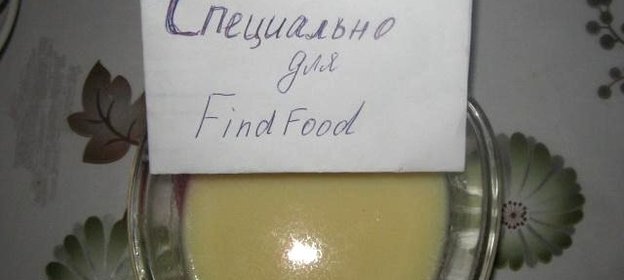 Специально
для
FindFood